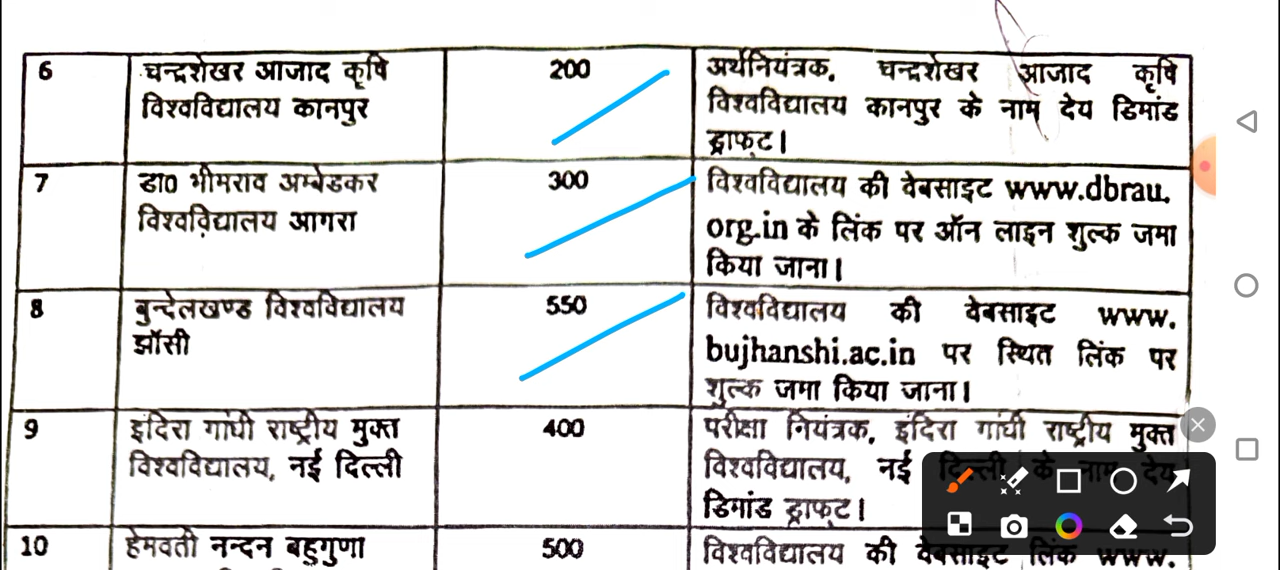 6
चन्द्रशेखर आजाद कृषि
विश्वविद्यालय कानपुर
200
अर्थनियंत्रक, चन्द्रशेखर आजाद कृषि
विश्वविद्यालय कानपुर के नाम देय डिमांड
ड्राफ्ट।
7
डा0 भीमराव अम्बेडकर
विश्वविद्यालय आगरा
300
विश्वविद्यालय की वेबसाइट www.dbrau.
org.in के लिंक पर ऑन लाइन शुल्क जमा
किया जाना।
8
बुन्देलखण्ड विश्वविद्यालय
झॉसी
550
विश्वविद्यालय की वेबसाइट www.
bujhanshi.ac.in पर स्थित लिंक पर
शुल्क जमा किया जाना।
9
इंदिरा गांधी राष्ट्रीय मुक्त
विश्वविद्यालय, नई दिल्ली
400
परीक्षा नियंत्रक, इंदिरा गांधी राष्ट्रीय मुक्त
विश्वविद्यालय, नई दिल्ली के नाम देय
डिमांड ड्राफ्ट।
10
हेमवती नन्दन बहुगुणा
500
विश्वविद्यालय की वेबसाइट लिंक www.